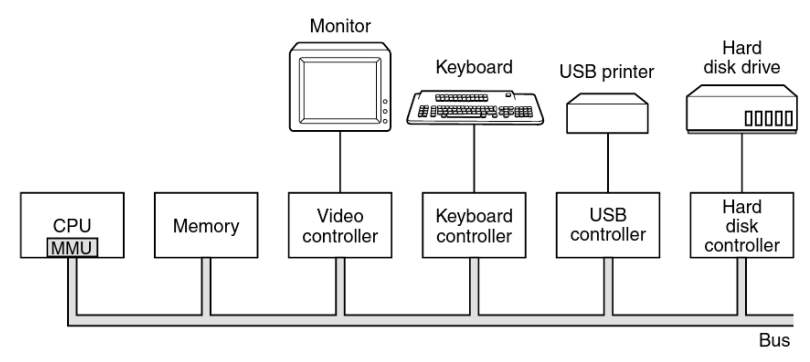 Monitor
Keyboard
USB printer
Hard
disk drive
CPU
MMU
Memory
Video
controller
Keyboard
controller
USB
controller
Hard
disk
controller
Bus